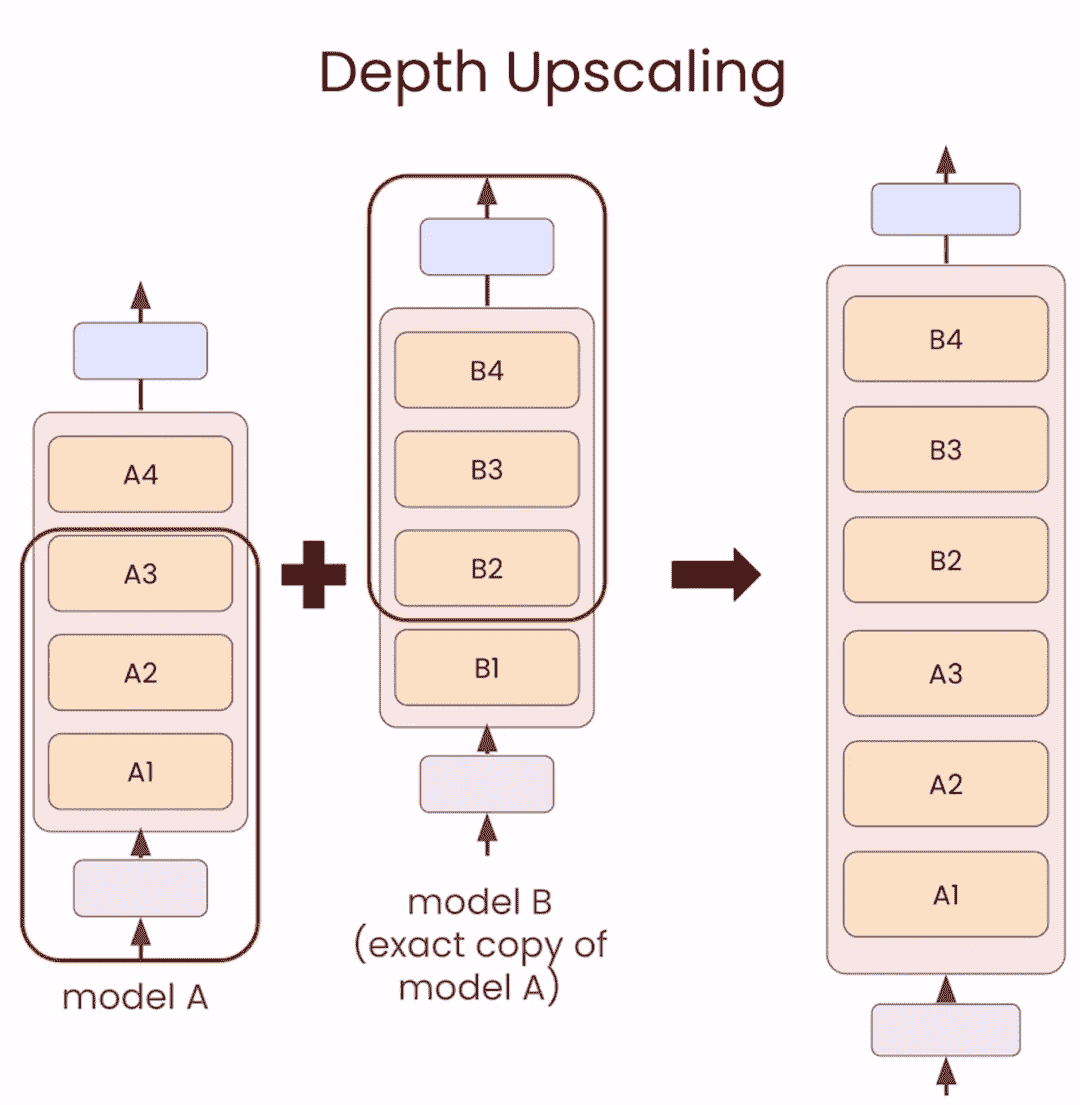 Depth Upscaling
A4
A3
A2
A1
model A
B4
B3
B2
B1
model B
(exact copy of
model A)
B4
B3
B2
A3
A2
A1